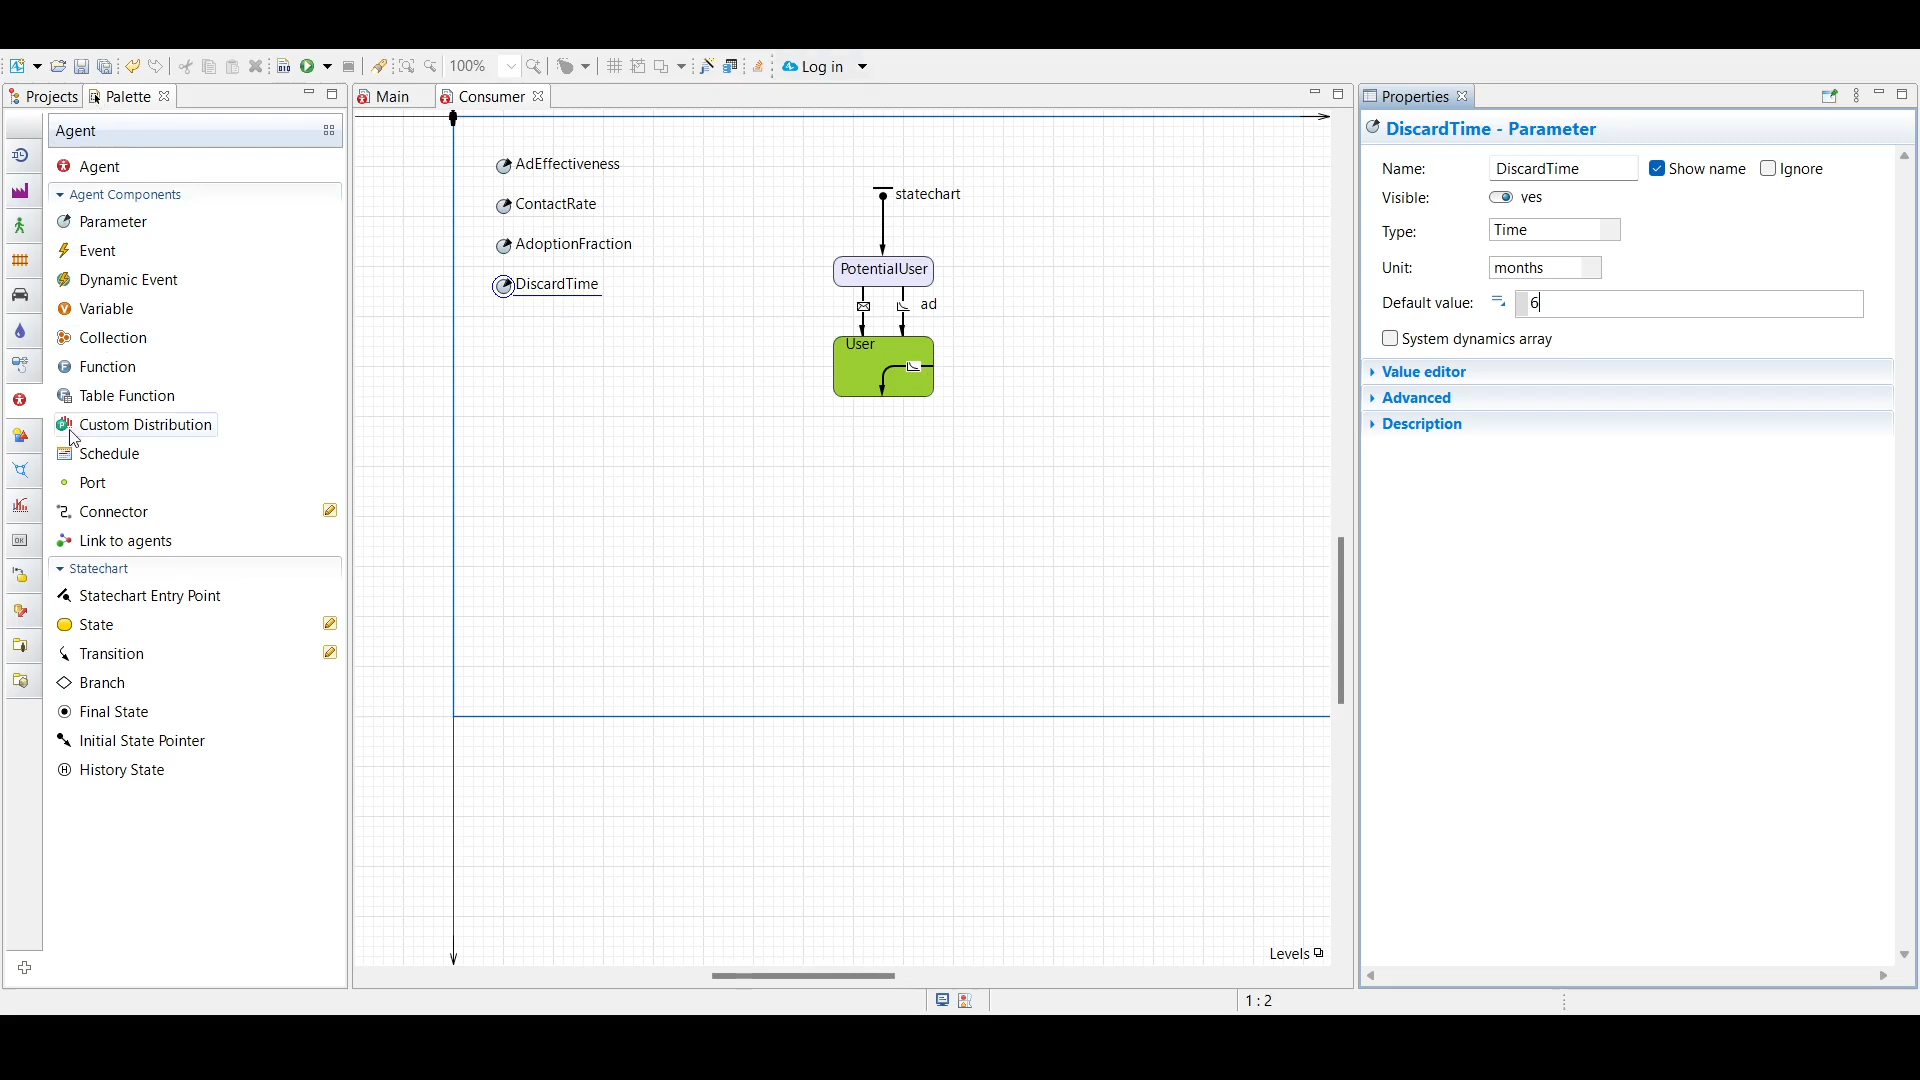 100%
Log in
Projects
Palette
Agent
Agent
Agent Components
Parameter
Event
Dynamic Event
Variable
Collection
Function
Table Function
Custom Distribution
Schedule
Port
Connector
Link to agents
Statechart
Statechart Entry Point
State
Transition
Branch
Final State
Initial State Pointer
History State
OK
Main
Consumer
AdEffectiveness
ContactRate
AdoptionFraction
DiscardTime
statechart
PotentialUser
ad
User
Levels
1 : 2
Properties
DiscardTime - Parameter
Name: DiscardTime Show name Ignore
Visible: yes
Type: Time
Unit: months
Default value: 6
System dynamics array
Value editor
Advanced
Description